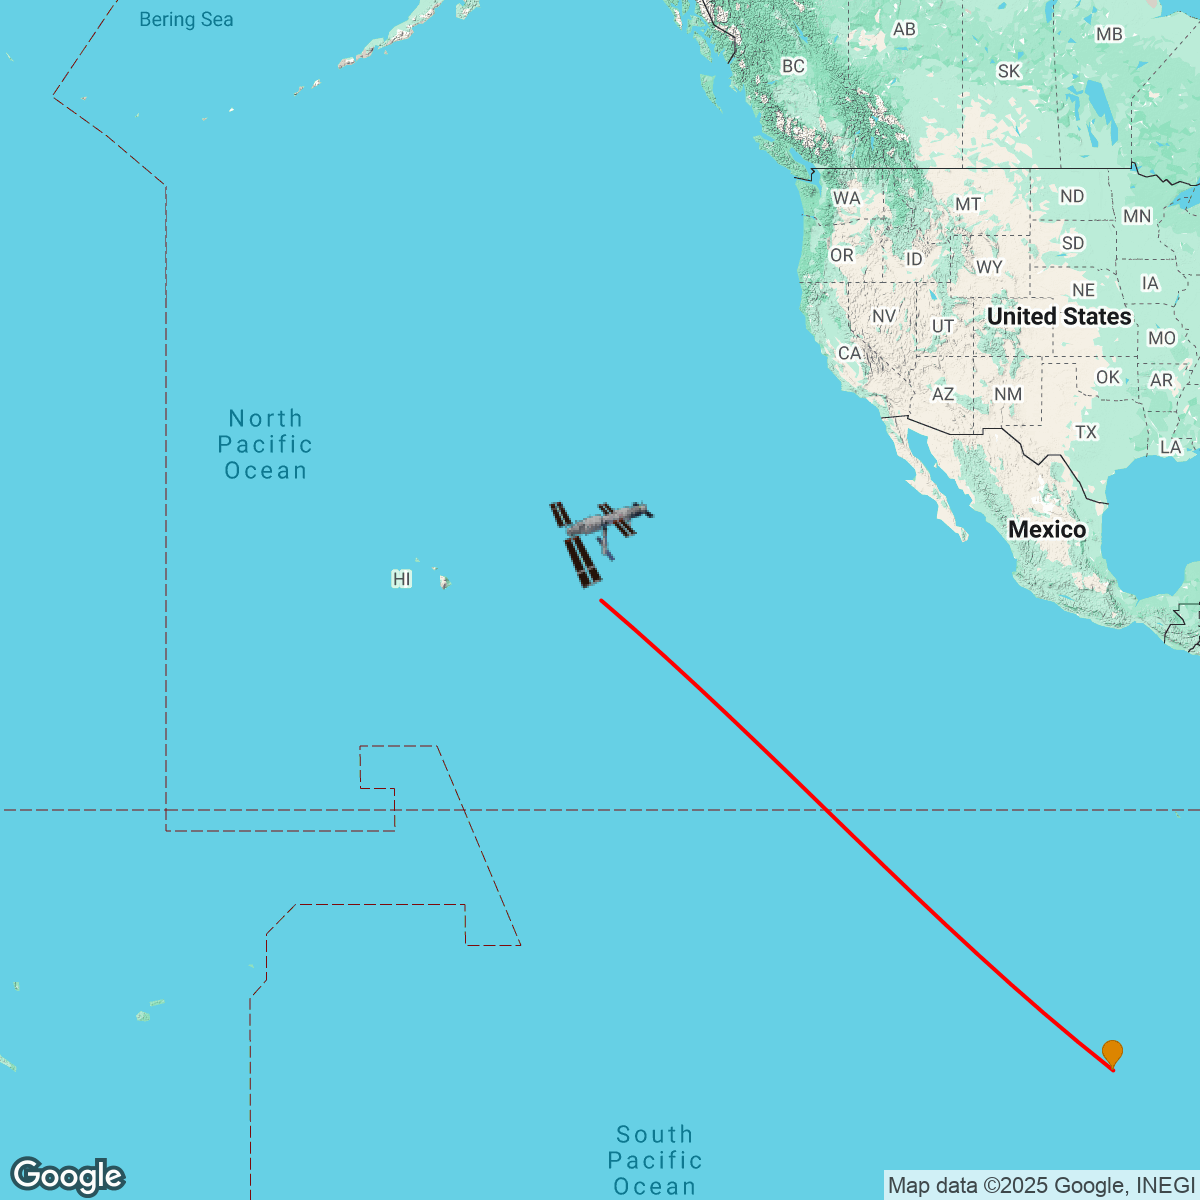 Bering Sea
AB
MB
BC
SK
WA
MT
ND
MN
OR
ID
SD
WY
NE
IA
NV
UT
United States
MO
CA
OK
AR
AZ
NM
North
Pacific
Ocean
TX
LA
Mexico
HI
South
Pacific
Ocean
Google
Map data ©2025 Google, INEGI